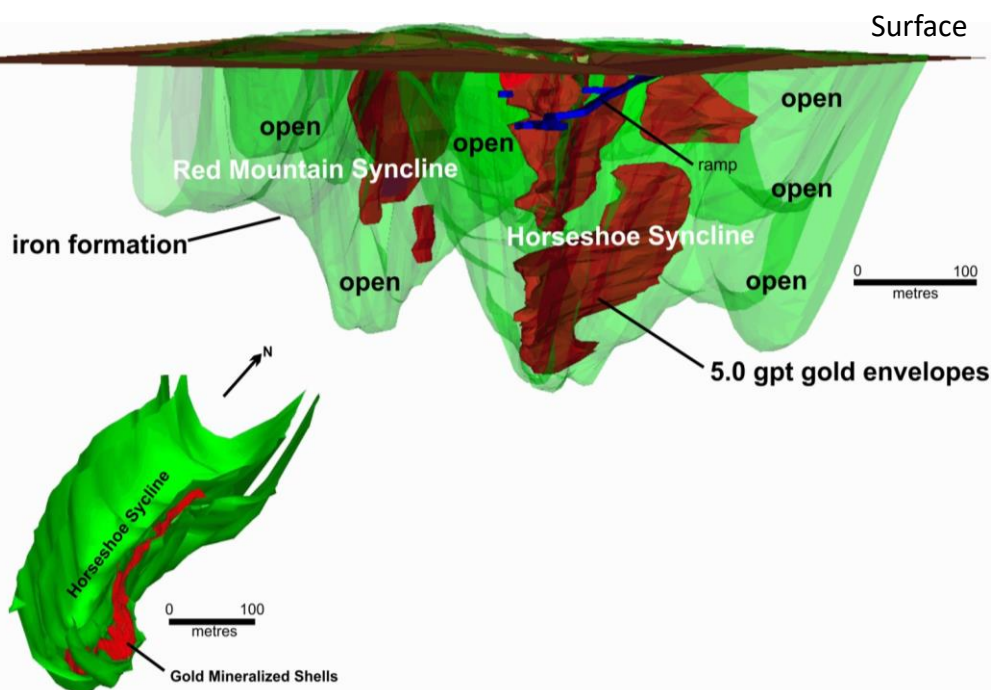 Surface
open
open
open
ramp
Red Mountain Syncline
open
iron formation
Horseshoe Syncline
open
open
0 100
metres
5.0 gpt gold envelopes
N
Horseshoe Sycline
0 100
metres
Gold Mineralized Shells